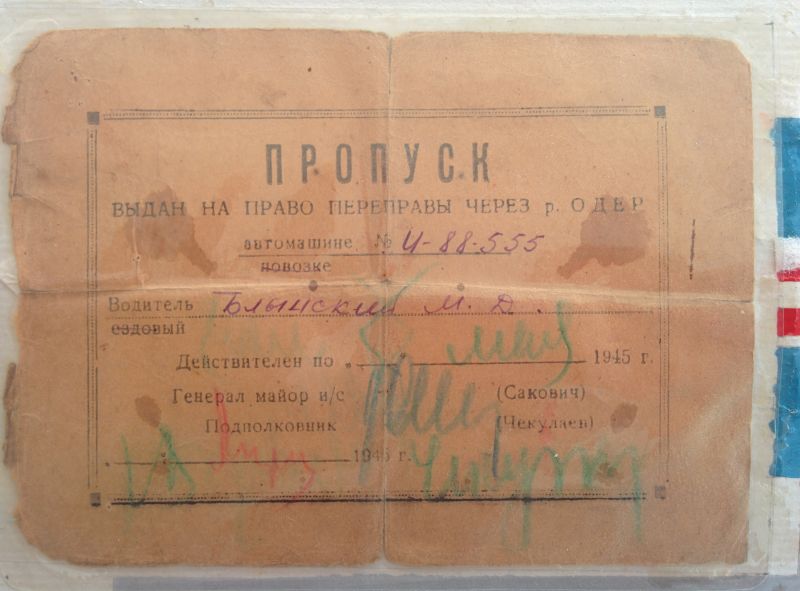 ПРОПУСК
ВЫДАН НА ПРАВО ПЕРЕПРАВЫ ЧЕРЕЗ р. ОДЕР
автомашине № И-88-555
повозке
Водитель Блынский М. Д.
ездовый
Действителен по " мая 1945 г.
Генерал майор и/с (Сакович)
Подполковник (Чекулаев)
" 1945 г.